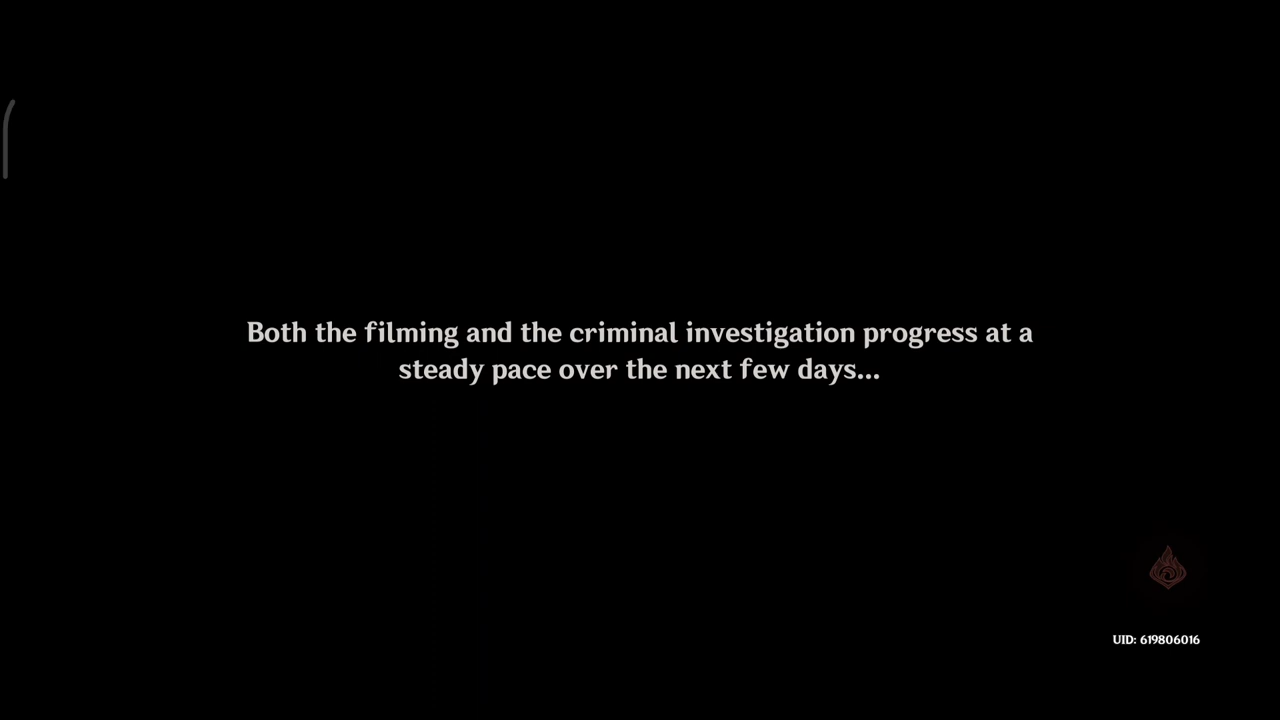 Both the filming and the criminal investigation progress at a
steady pace over the next few days...
UID: 619806016